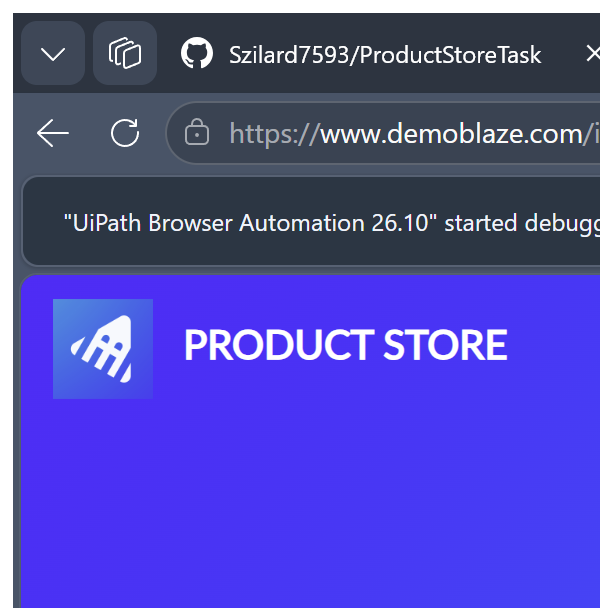 Szilard7593/ProductStoreTask
https://www.demoblaze.com/i
"UiPath Browser Automation 26.10" started debugg
PRODUCT STORE